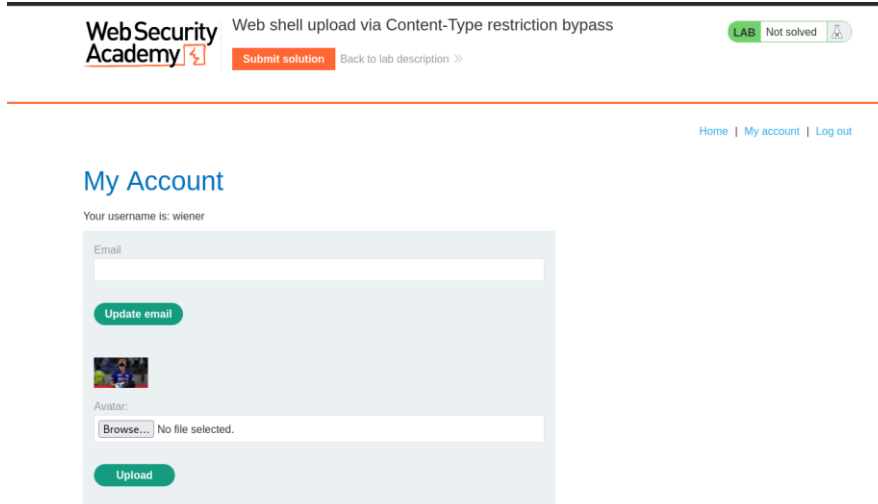 Web Security
Academy
Web shell upload via Content-Type restriction bypass
Submit solution Back to lab description
LAB Not solved
Home | My account | Log out
My Account
Your username is: wiener
Email
Update email
Avatar:
Browse... No file selected.
Upload